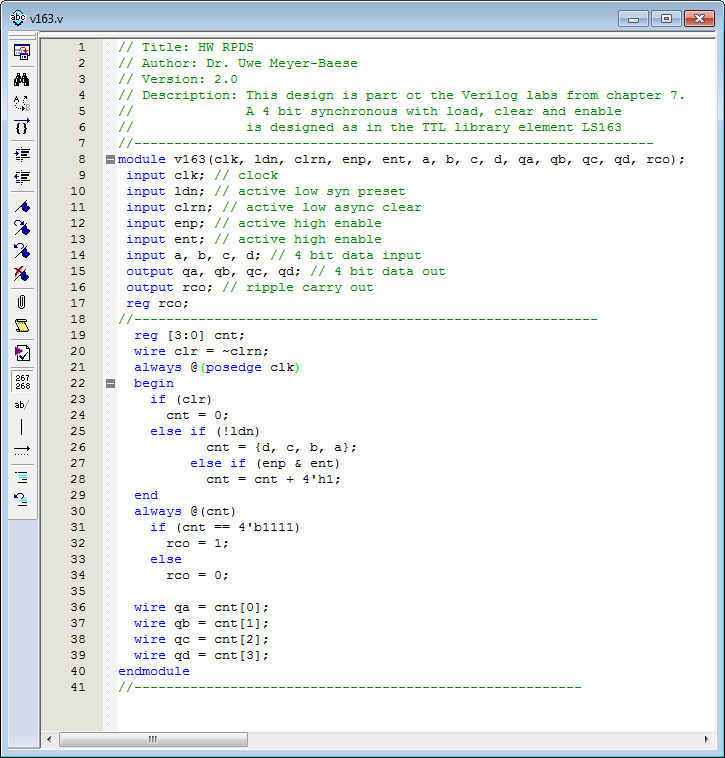 v163.v
1 // Title: HW RPDS
2 // Author: Dr. Uwe Meyer-Baese
3 // Version: 2.0
4 // Description: This design is part ot the Verilog labs from chapter 7.
5 //              A 4 bit synchronous with load, clear and enable
6 //              is designed as in the TTL library element LS163
7 //-----------------------------------------------------------------
8 module v163(clk, ldn, clrn, enp, ent, a, b, c, d, qa, qb, qc, qd, rco);
9  input clk; // clock
10  input ldn; // active low syn preset
11  input clrn; // active low async clear
12  input enp; // active high enable
13  input ent; // active high enable
14  input a, b, c, d; // 4 bit data input
15  output qa, qb, qc, qd; // 4 bit data out
16  output rco; // ripple carry out
17  reg rco;
18 //----------------------------------------------------------
19   reg [3:0] cnt;
20   wire clr = ~clrn;
21   always @(posedge clk)
22   begin
23     if (clr)
24       cnt = 0;
25     else if (!ldn)
26            cnt = {d, c, b, a};
27          else if (enp & ent)
28            cnt = cnt + 4'h1;
29   end
30   always @(cnt)
31     if (cnt == 4'b1111)
32       rco = 1;
33     else
34       rco = 0;
35
36   wire qa = cnt[0];
37   wire qb = cnt[1];
38   wire qc = cnt[2];
39   wire qd = cnt[3];
40 endmodule
41 //--------------------------------------------------------
abc
A
B
{}
267
268
ab/